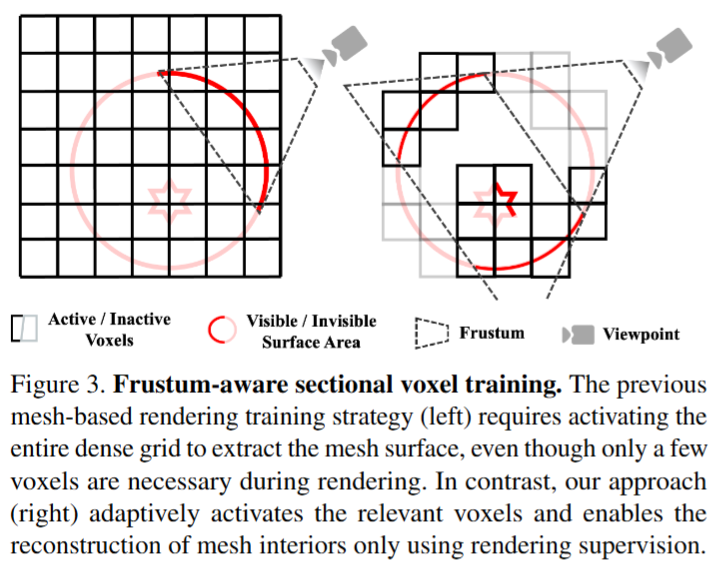 Active / Inactive
Voxels
Visible / Invisible
Surface Area
Frustum
Viewpoint
Figure 3. Frustum-aware sectional voxel training. The previous
mesh-based rendering training strategy (left) requires activating the
entire dense grid to extract the mesh surface, even though only a few
voxels are necessary during rendering. In contrast, our approach
(right) adaptively activates the relevant voxels and enables the
reconstruction of mesh interiors only using rendering supervision.